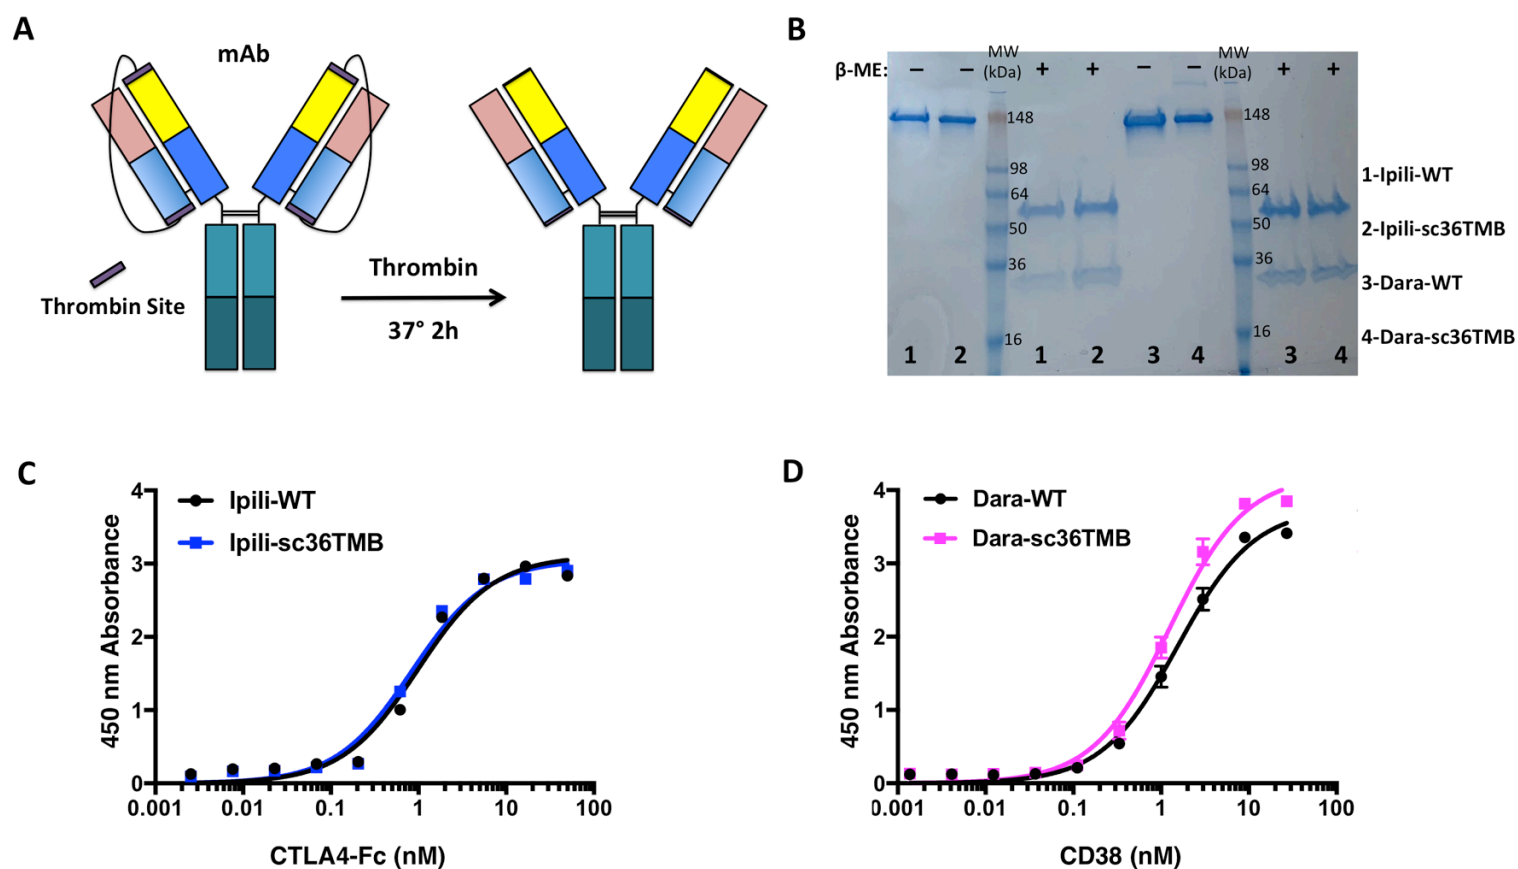 A
mAb
Thrombin Site
Thrombin
37° 2h
B
β-ME:
− − MW (kDa) + + − − MW (kDa) + +
148
98
64
50
36
16
148
98
64
50
36
16
1 2 1 2 3 4 3 4
1-Ipili-WT
2-Ipili-sc36TMB
3-Dara-WT
4-Dara-sc36TMB
C
Ipili-WT
Ipili-sc36TMB
450 nm Absorbance
4
3
2
1
0
0.001 0.01 0.1 1 10 100
CTLA4-Fc (nM)
D
Dara-WT
Dara-sc36TMB
450 nm Absorbance
4
3
2
1
0
0.001 0.01 0.1 1 10 100
CD38 (nM)